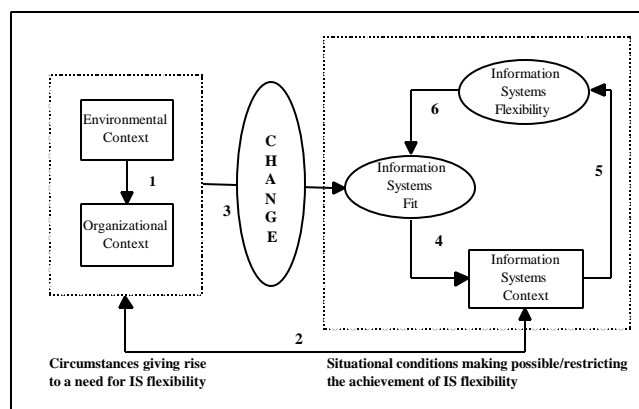 Environmental
Context
1
Organizational
Context
3
C
H
A
N
G
E
Information
Systems
Flexibility
6
Information
Systems
Fit
5
4
Information
Systems
Context
2
Circumstances giving rise
to a need for IS flexibility
Situational conditions making possible/restricting
the achievement of IS flexibility